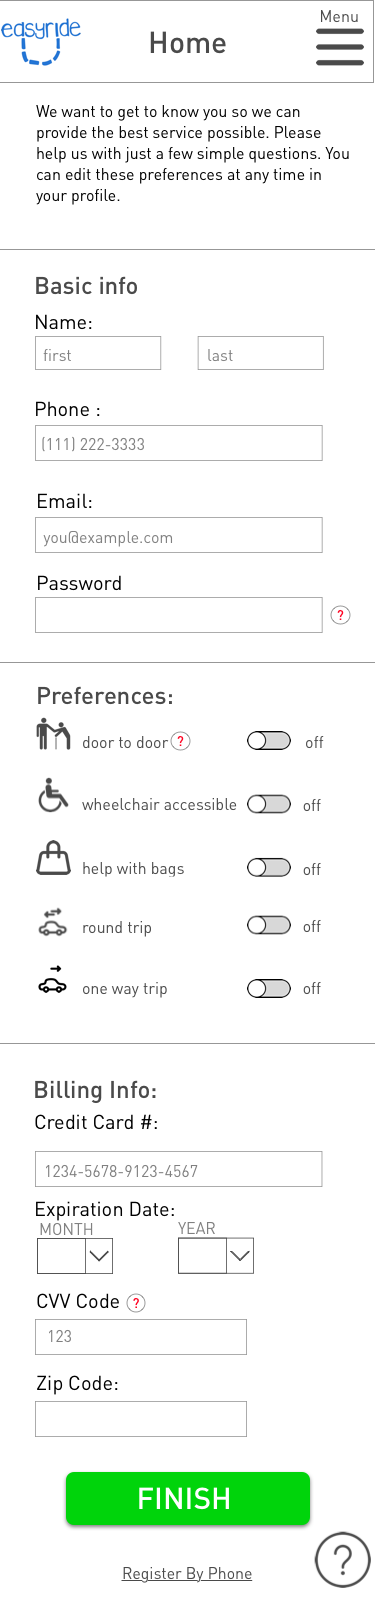 easyride
Menu
Home
We want to get to know you so we can
provide the best service possible. Please
help us with just a few simple questions. You
can edit these preferences at any time in
your profile.
Basic info
Name:
first last
Phone :
(111) 222-3333
Email:
you@example.com
Password
?
Preferences:
door to door ? off
wheelchair accessible off
help with bags off
round trip off
one way trip off
Billing Info:
Credit Card #:
1234-5678-9123-4567
Expiration Date:
MONTH YEAR
CVV Code ?
123
Zip Code:
FINISH
?
Register By Phone